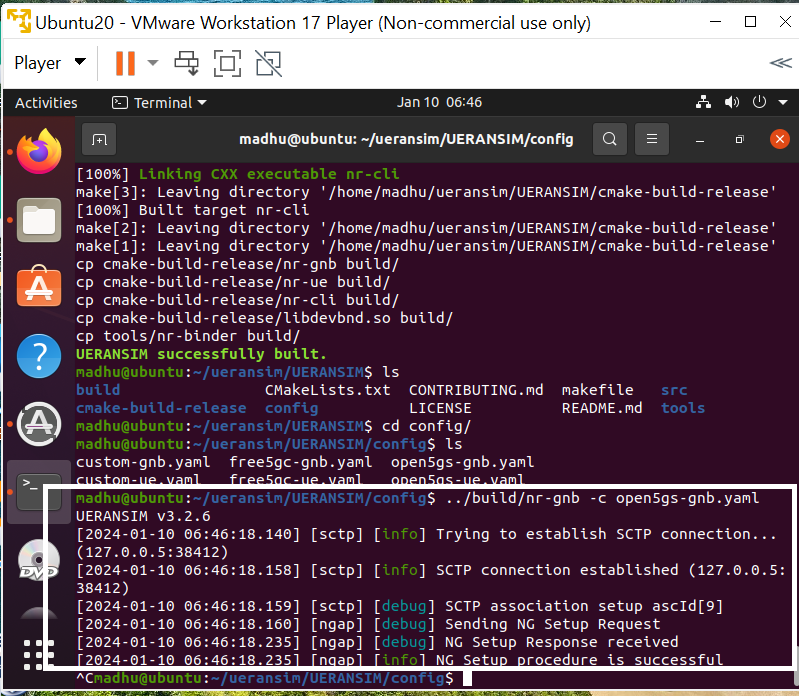 Ubuntu20 - VMware Workstation 17 Player (Non-commercial use only)
Player
Activities
Terminal
Jan 10 06:46
madhu@ubuntu: ~/ueransim/UERANSIM/config
[100%] Linking CXX executable nr-cli
make[3]: Leaving directory '/home/madhu/ueransim/UERANSIM/cmake-build-release'
[100%] Built target nr-cli
make[2]: Leaving directory '/home/madhu/ueransim/UERANSIM/cmake-build-release'
make[1]: Leaving directory '/home/madhu/ueransim/UERANSIM/cmake-build-release'
cp cmake-build-release/nr-gnb build/
cp cmake-build-release/nr-ue build/
cp cmake-build-release/nr-cli build/
cp cmake-build-release/libdevbnd.so build/
cp tools/nr-binder build/
UERANSIM successfully built.
madhu@ubuntu:~/ueransim/UERANSIM$ ls
build CMakeLists.txt CONTRIBUTING.md makefile src
cmake-build-release config LICENSE README.md tools
madhu@ubuntu:~/ueransim/UERANSIM$ cd config/
madhu@ubuntu:~/ueransim/UERANSIM/config$ ls
custom-gnb.yaml free5gc-gnb.yaml open5gs-gnb.yaml
custom-ue.yaml free5gc-ue.yaml open5gs-ue.yaml
madhu@ubuntu:~/ueransim/UERANSIM/config$ ../build/nr-gnb -c open5gs-gnb.yaml
UERANSIM v3.2.6
[2024-01-10 06:46:18.140] [sctp] [info] Trying to establish SCTP connection...
(127.0.0.5:38412)
[2024-01-10 06:46:18.158] [sctp] [info] SCTP connection established (127.0.0.5:
38412)
[2024-01-10 06:46:18.159] [sctp] [debug] SCTP association setup ascId[9]
[2024-01-10 06:46:18.160] [ngap] [debug] Sending NG Setup Request
[2024-01-10 06:46:18.235] [ngap] [debug] NG Setup Response received
[2024-01-10 06:46:18.235] [ngap] [info] NG Setup procedure is successful
^Cmadhu@ubuntu:~/ueransim/UERANSIM/config$
DVD